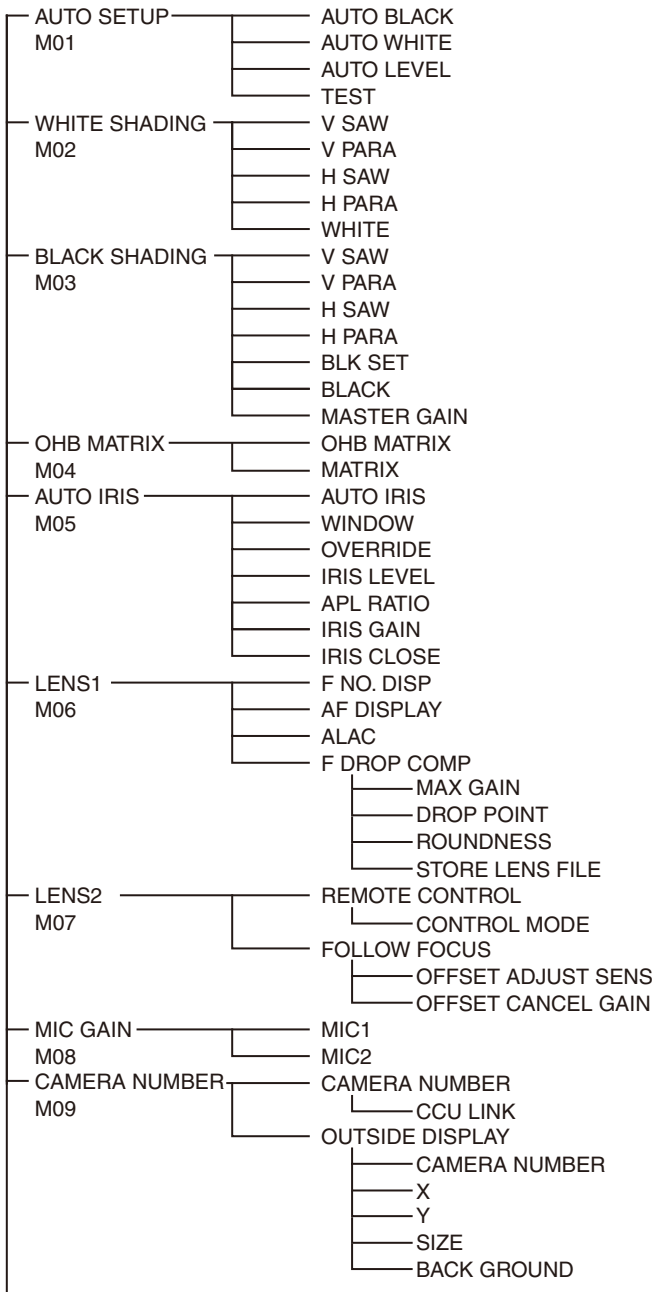 AUTO SETUP AUTO BLACK
M01 AUTO WHITE
AUTO LEVEL
TEST
WHITE SHADING V SAW
M02 V PARA
H SAW
H PARA
WHITE
BLACK SHADING V SAW
M03 V PARA
H SAW
H PARA
BLK SET
BLACK
MASTER GAIN
OHB MATRIX OHB MATRIX
M04 MATRIX
AUTO IRIS AUTO IRIS
M05 WINDOW
OVERRIDE
IRIS LEVEL
APL RATIO
IRIS GAIN
IRIS CLOSE
LENS1 F NO. DISP
M06 AF DISPLAY
ALAC
F DROP COMP
MAX GAIN
DROP POINT
ROUNDNESS
STORE LENS FILE
LENS2 REMOTE CONTROL
M07 CONTROL MODE
FOLLOW FOCUS
OFFSET ADJUST SENS
OFFSET CANCEL GAIN
MIC GAIN MIC1
M08 MIC2
CAMERA NUMBER CAMERA NUMBER
M09 CCU LINK
OUTSIDE DISPLAY
CAMERA NUMBER
X
Y
SIZE
BACK GROUND